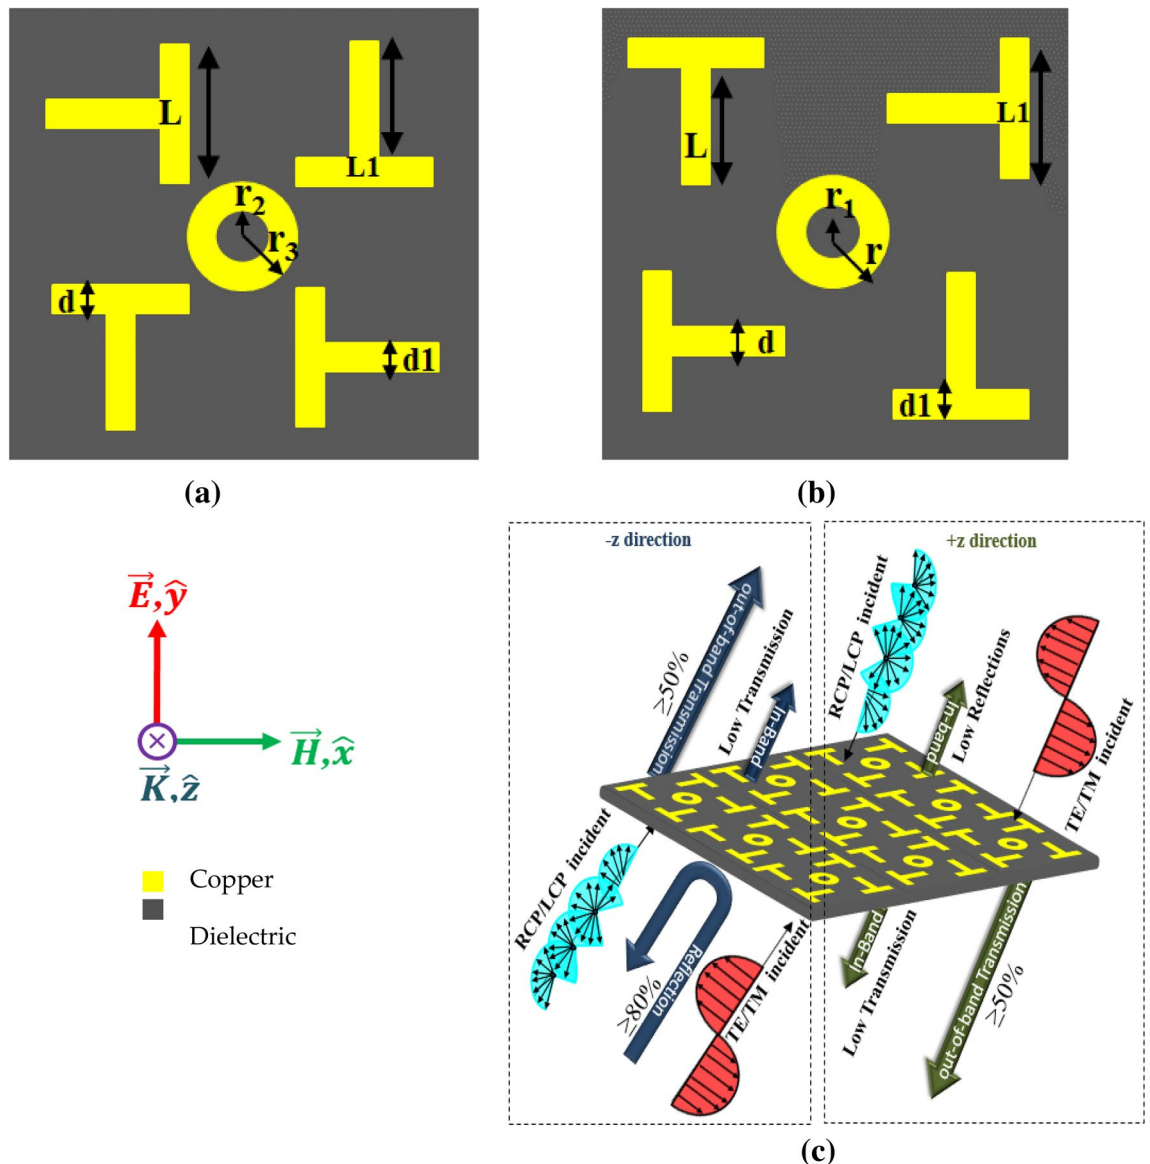 L
L1
r₂
r₃
d
d1
(a)
L
L1
r₁
r
d
d1
(b)
E⃗,ŷ
H⃗,x̂
K⃗,ẑ
Copper
Dielectric
-z direction
out-of-band Transmission
≥50%
Low Transmission
In-Band
RCP/LCP incident
Reflection
≥80%
TE/TM incident
+z direction
RCP/LCP incident
In-band
Low Reflections
TE/TM incident
In-Band
Low Transmission
out-of-band Transmission
≥50%
(c)